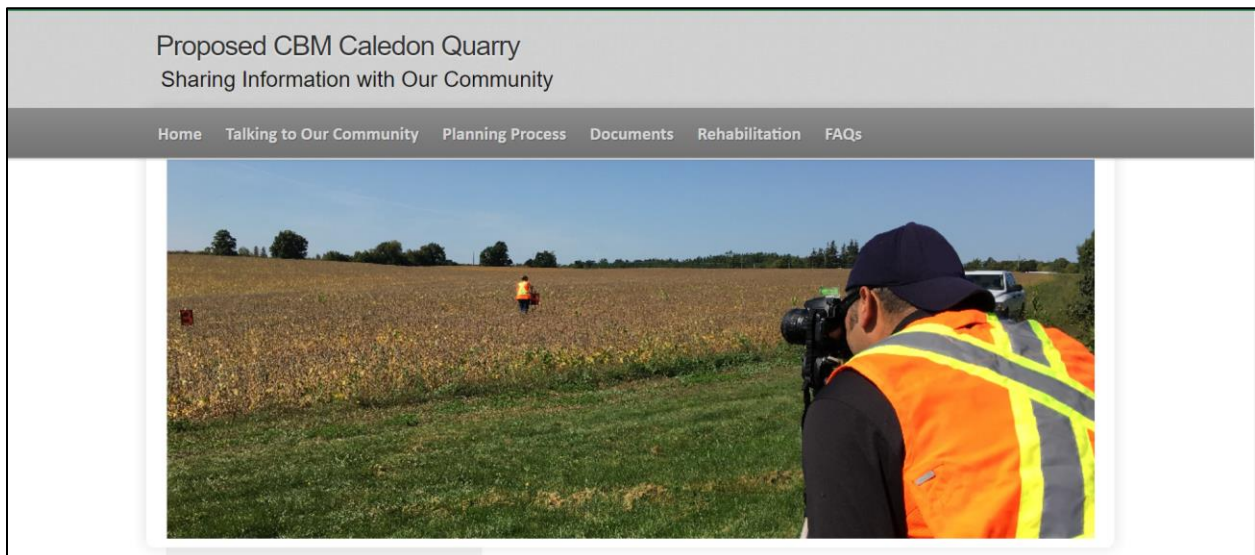 Proposed CBM Caledon Quarry
Sharing Information with Our Community
Home Talking to Our Community Planning Process Documents Rehabilitation FAQs